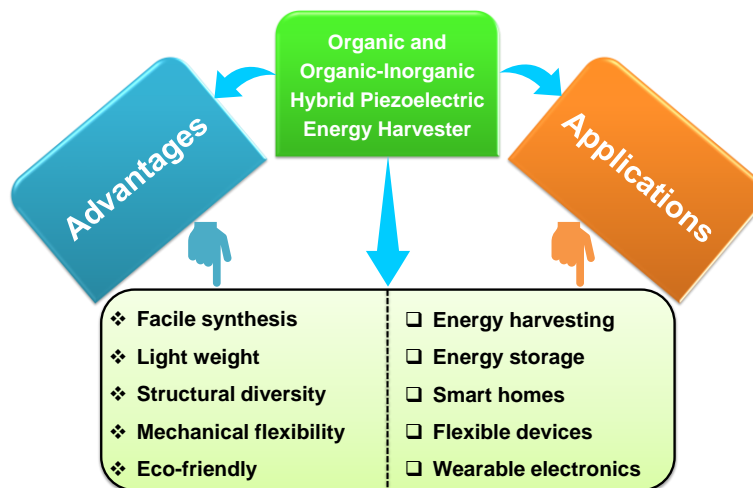 Organic and
Organic-Inorganic
Hybrid Piezoelectric
Energy Harvester
Advantages
Applications
❖ Facile synthesis
❖ Light weight
❖ Structural diversity
❖ Mechanical flexibility
❖ Eco-friendly
❑ Energy harvesting
❑ Energy storage
❑ Smart homes
❑ Flexible devices
❑ Wearable electronics